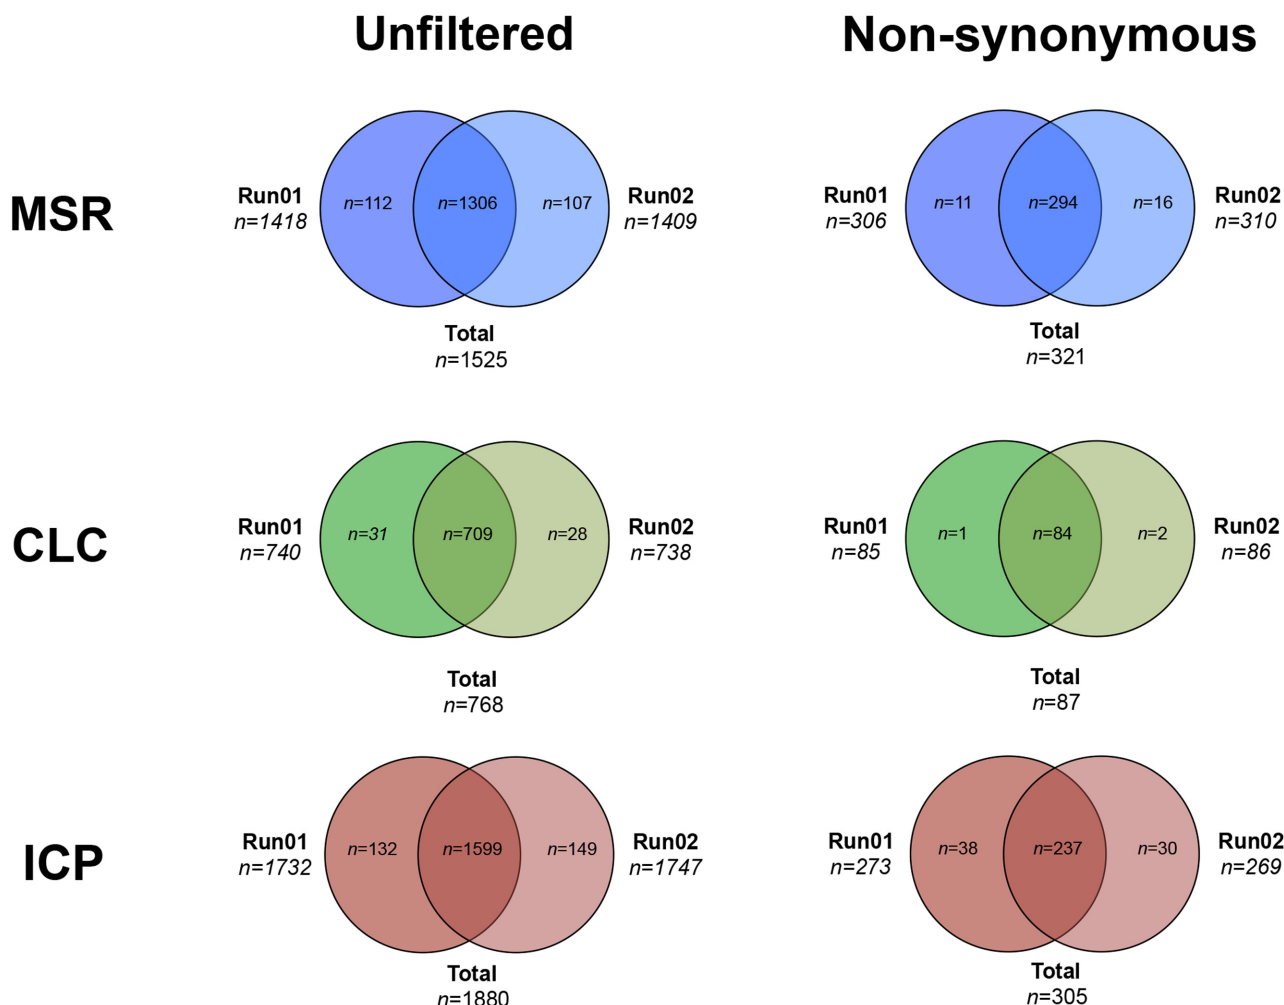 Unfiltered
Non-synonymous
MSR
Run01
n=1418
n=112
n=1306
n=107
Run02
n=1409
Total
n=1525
Run01
n=306
n=11
n=294
n=16
Run02
n=310
Total
n=321
CLC
Run01
n=740
n=31
n=709
n=28
Run02
n=738
Total
n=768
Run01
n=85
n=1
n=84
n=2
Run02
n=86
Total
n=87
ICP
Run01
n=1732
n=132
n=1599
n=149
Run02
n=1747
Total
n=1880
Run01
n=273
n=38
n=237
n=30
Run02
n=269
Total
n=305